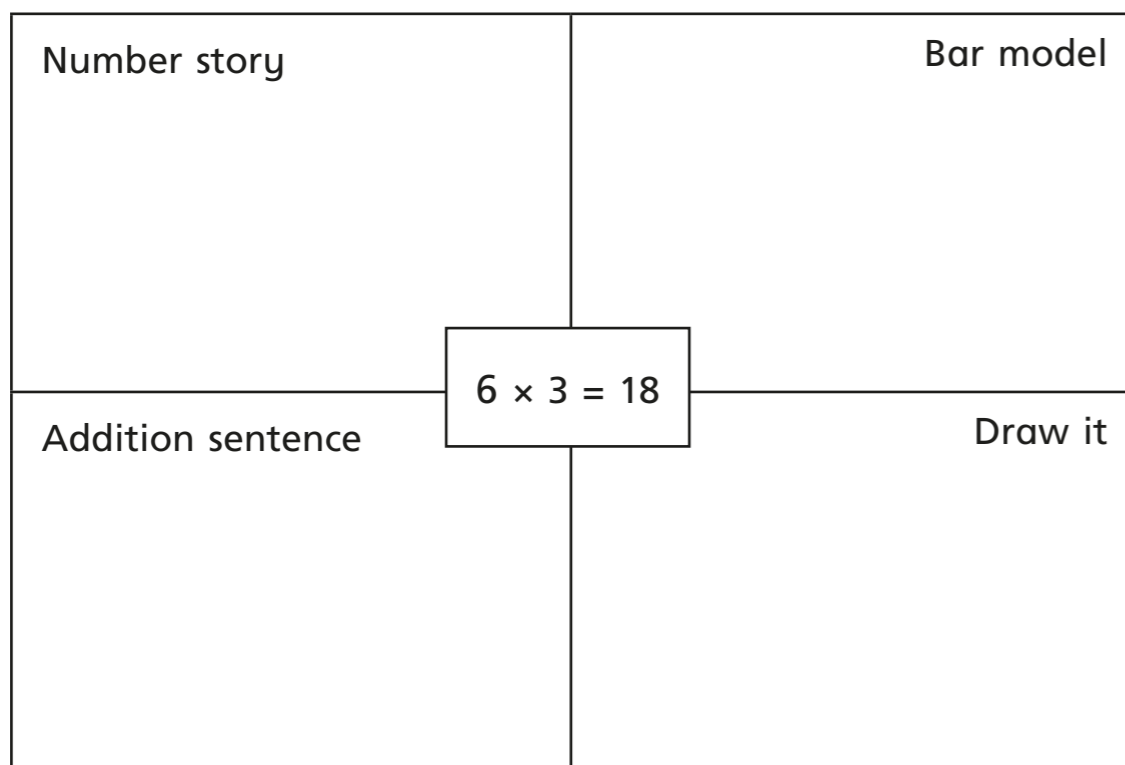 Number story
Bar model
6 × 3 = 18
Addition sentence
Draw it